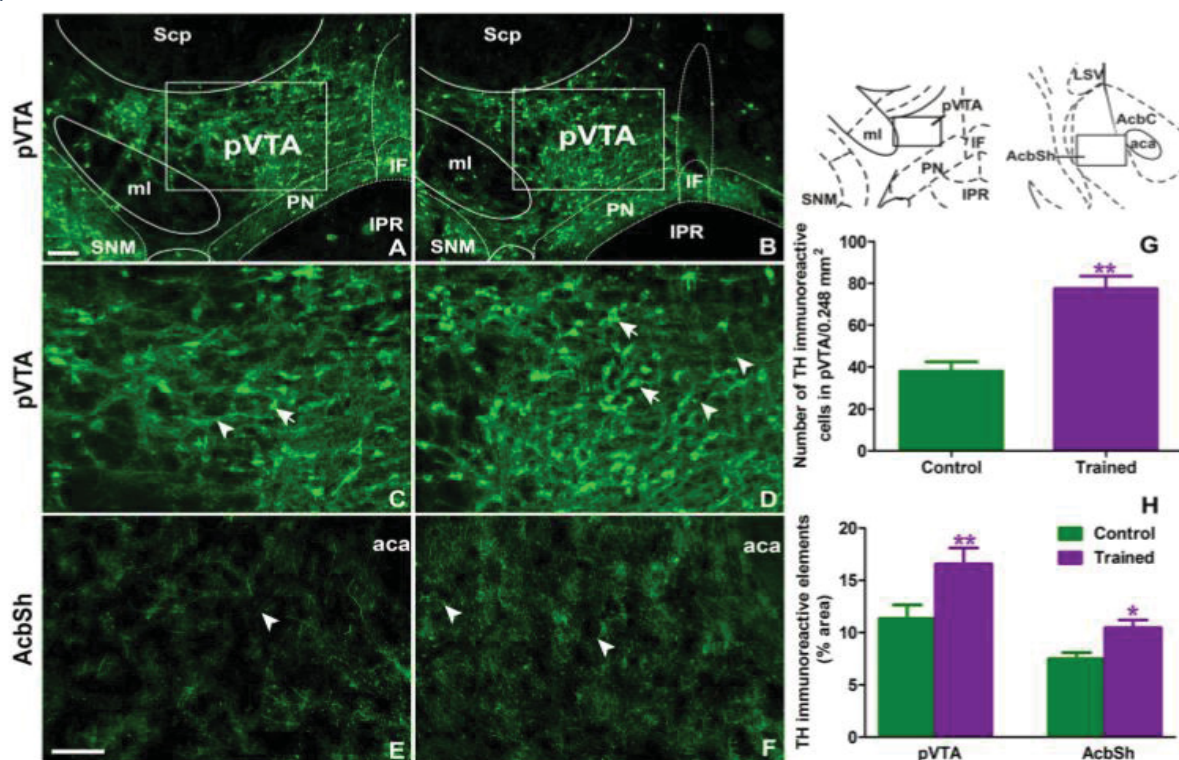 pVTA
Scp
pVTA
ml
IF
PN
IPR
SNM
A
Scp
pVTA
ml
IF
PN
IPR
SNM
B
pVTA
C
D
AcbSh
aca
E
aca
F
pVTA
ml
IF
PN
SNM
IPR
LSV
AcbC
aca
AcbSh
G
Number of TH immunoreactive
cells in pVTA/0.248 mm²
100
80
60
40
20
0
**
Control
Trained
H
TH immunoreactive elements
(% area)
20
15
10
5
0
**
*
Control
Trained
pVTA
AcbSh